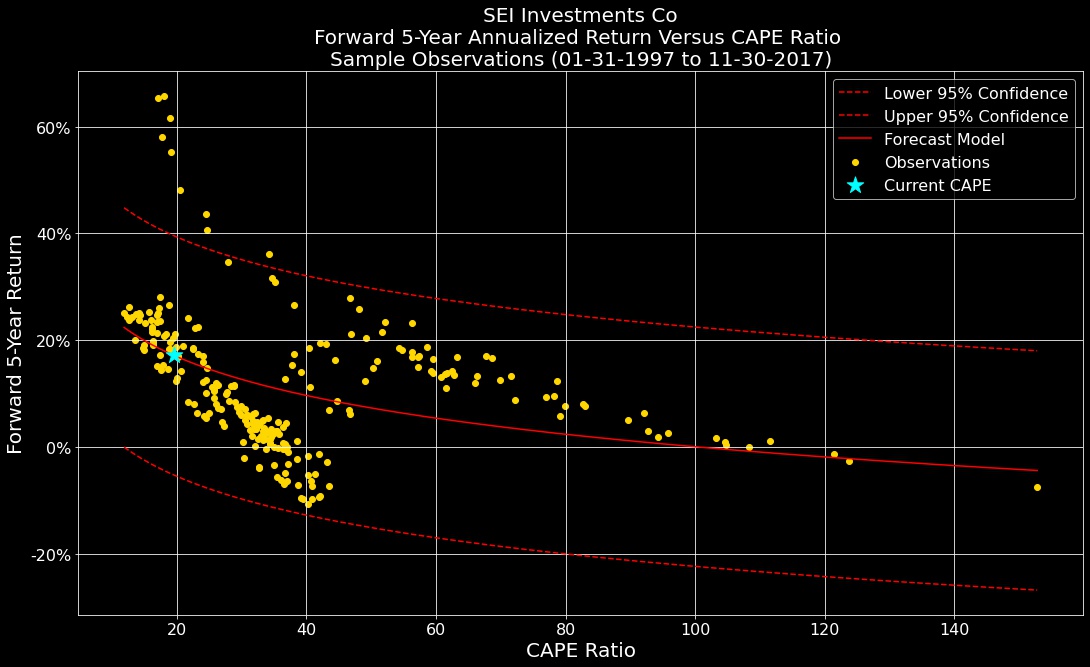 SEI Investments Co
Forward 5-Year Annualized Return Versus CAPE Ratio
Sample Observations (01-31-1997 to 11-30-2017)
Lower 95% Confidence
Upper 95% Confidence
Forecast Model
Observations
Current CAPE
Forward 5-Year Return
60%
40%
20%
0%
-20%
20 40 60 80 100 120 140
CAPE Ratio